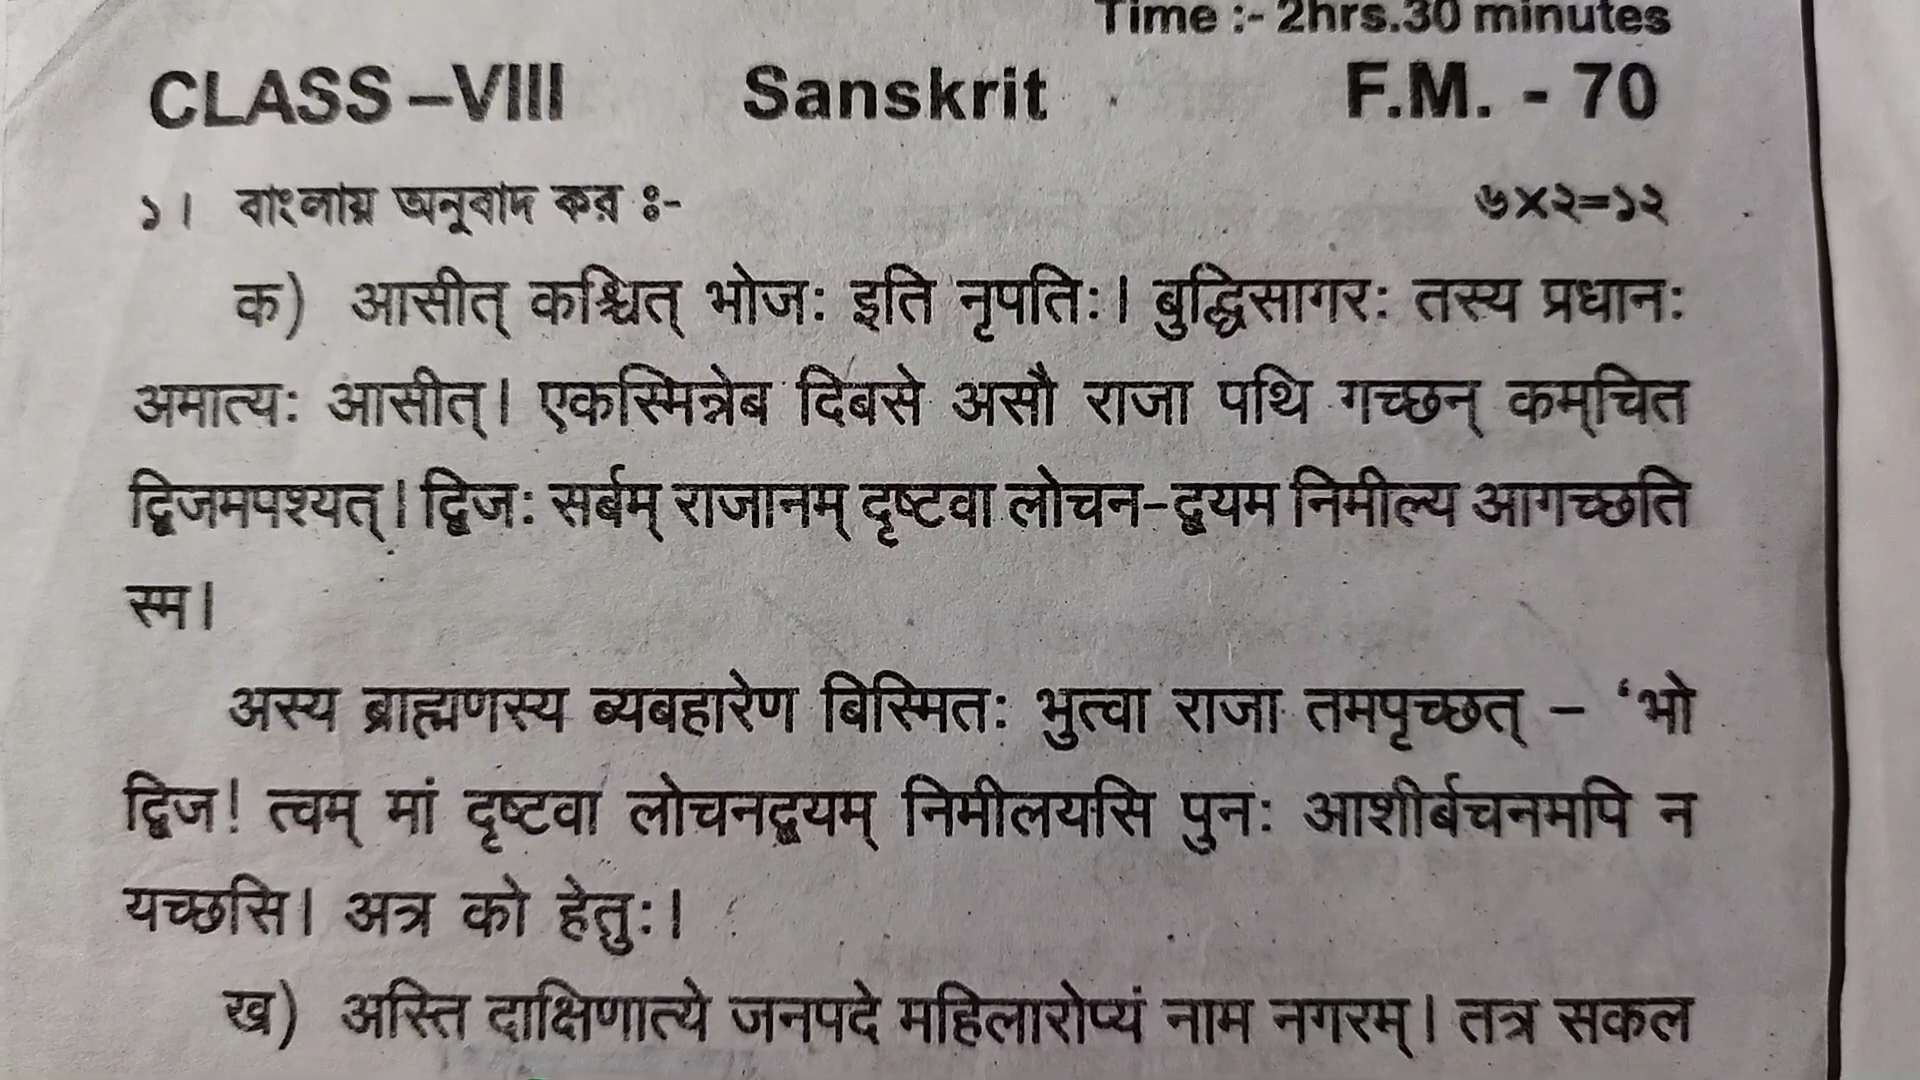 Time :- 2hrs.30 minutes
CLASS –VIII Sanskrit F.M. - 70
১। বাংলায় অনুবাদ কর ঃ- ৬×২=১২
क) आसीत् कश्चित् भोजः इति नृपतिः। बुद्धिसागरः तस्य प्रधानः
अमात्यः आसीत्। एकस्मिन्नेब दिबसे असौ राजा पथि गच्छन् कम्‌चित
द्विजमपश्यत्। द्विजः सर्बम् राजानम् दृष्टवा लोचन-द्वयम निमील्य आगच्छति
स्म।
अस्य ब्राह्मणस्य ब्यबहारेण बिस्मितः भुत्वा राजा तमपृच्छत् – ‘भो
द्विज! त्वम् मां दृष्टवा लोचनद्वयम् निमीलयसि पुनः आशीर्बचनमपि न
यच्छसि। अत्र को हेतुः।
ख) अस्ति दाक्षिणात्ये जनपदे महिलारोप्यं नाम नगरम्। तत्र सकल